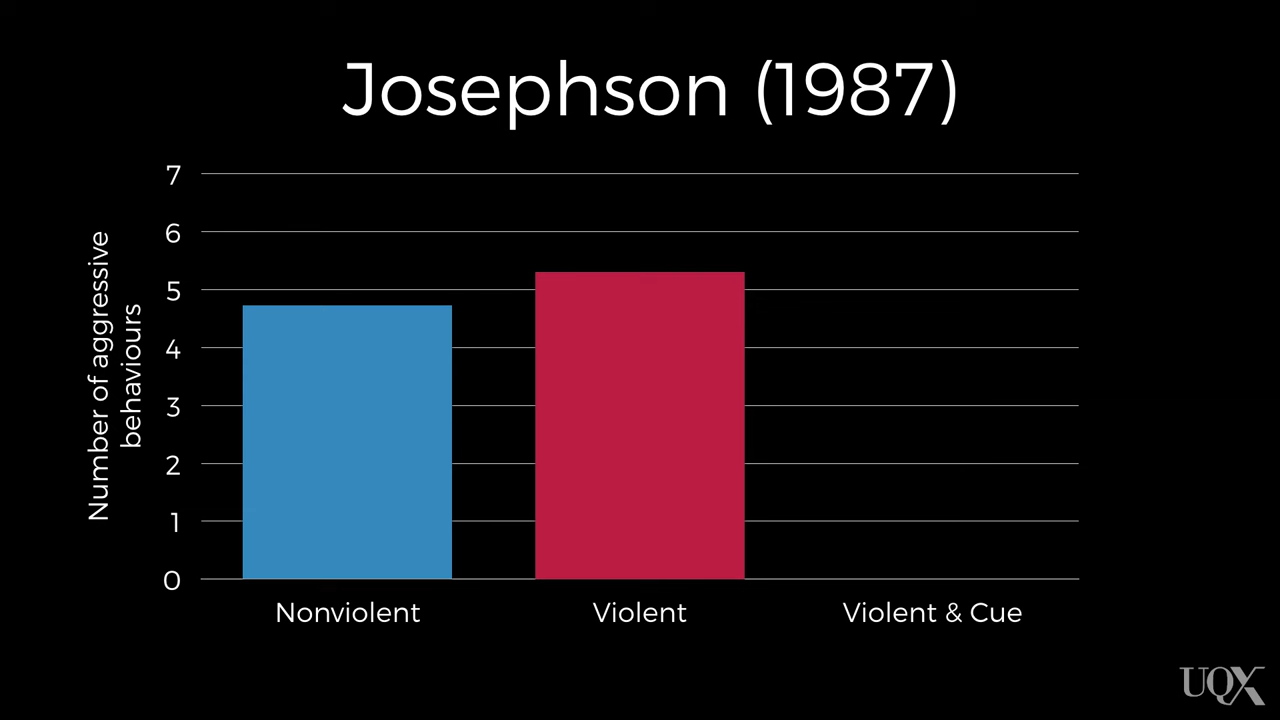 Josephson (1987)
7
6
5
4
3
2
1
0
Number of aggressive
behaviours
Nonviolent
Violent
Violent & Cue
UQX